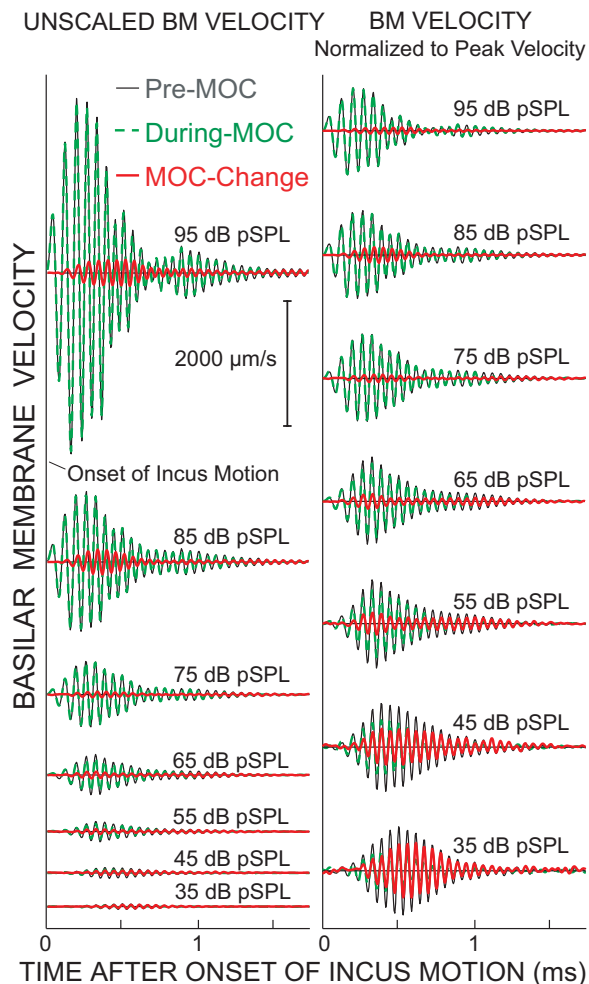 UNSCALED BM VELOCITY
BM VELOCITY
Normalized to Peak Velocity
Pre-MOC
During-MOC
MOC-Change
95 dB pSPL
2000 µm/s
Onset of Incus Motion
85 dB pSPL
75 dB pSPL
65 dB pSPL
55 dB pSPL
45 dB pSPL
35 dB pSPL
95 dB pSPL
85 dB pSPL
75 dB pSPL
65 dB pSPL
55 dB pSPL
45 dB pSPL
35 dB pSPL
BASILAR MEMBRANE VELOCITY
0 1
0 1
TIME AFTER ONSET OF INCUS MOTION (ms)